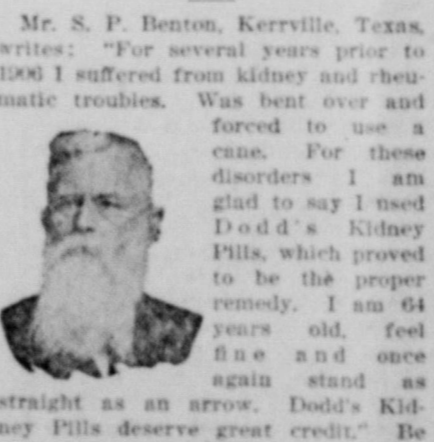 Mr. S. P. Benton, Kerrville, Texas,
writes: "For several years prior to
1906 I suffered from kidney and rheu-
matic troubles. Was bent over and
forced to use a
cane. For these
disorders I am
glad to say I used
Dodd's Kidney
Pills, which proved
to be the proper
remedy. I am 64
years old, feel
fine and once
again stand as
straight as an arrow. Dodd's Kid-
ney Pills deserve great credit." Be